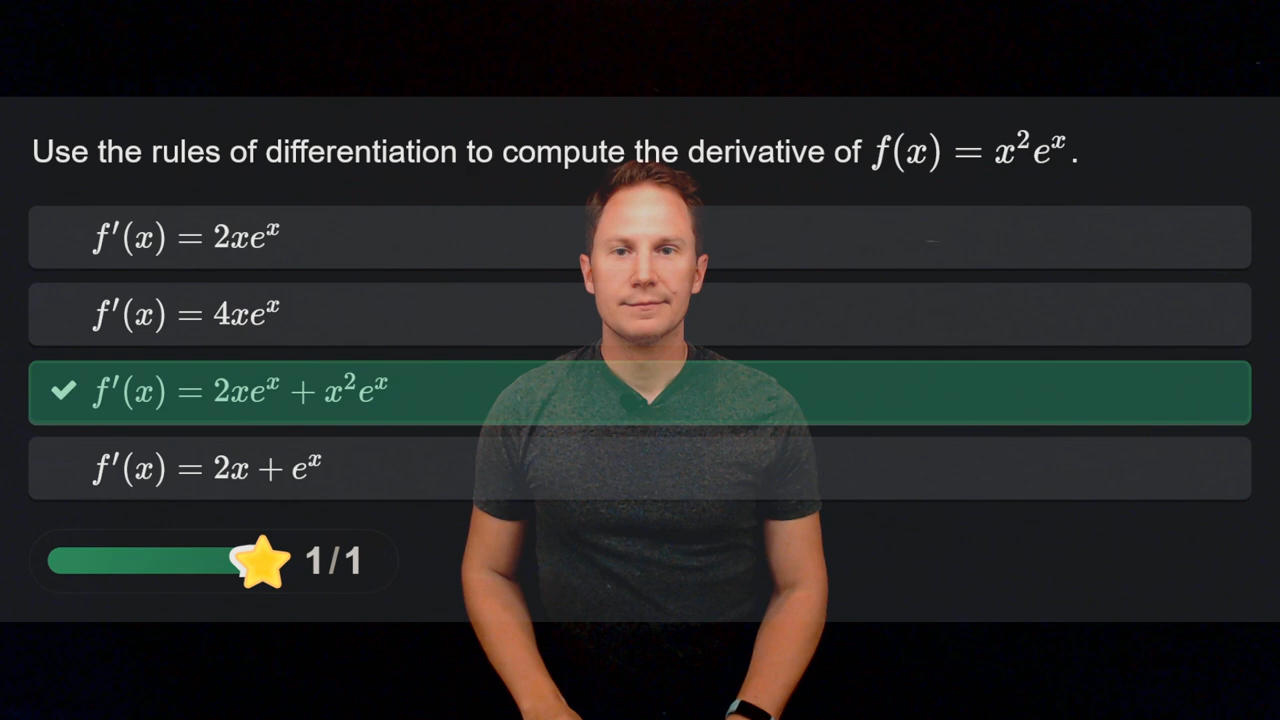 Use the rules of differentiation to compute the derivative of f(x) = x²eˣ.
f′(x) = 2xeˣ
f′(x) = 4xeˣ
✓ f′(x) = 2xeˣ + x²eˣ
f′(x) = 2x + eˣ
1/1